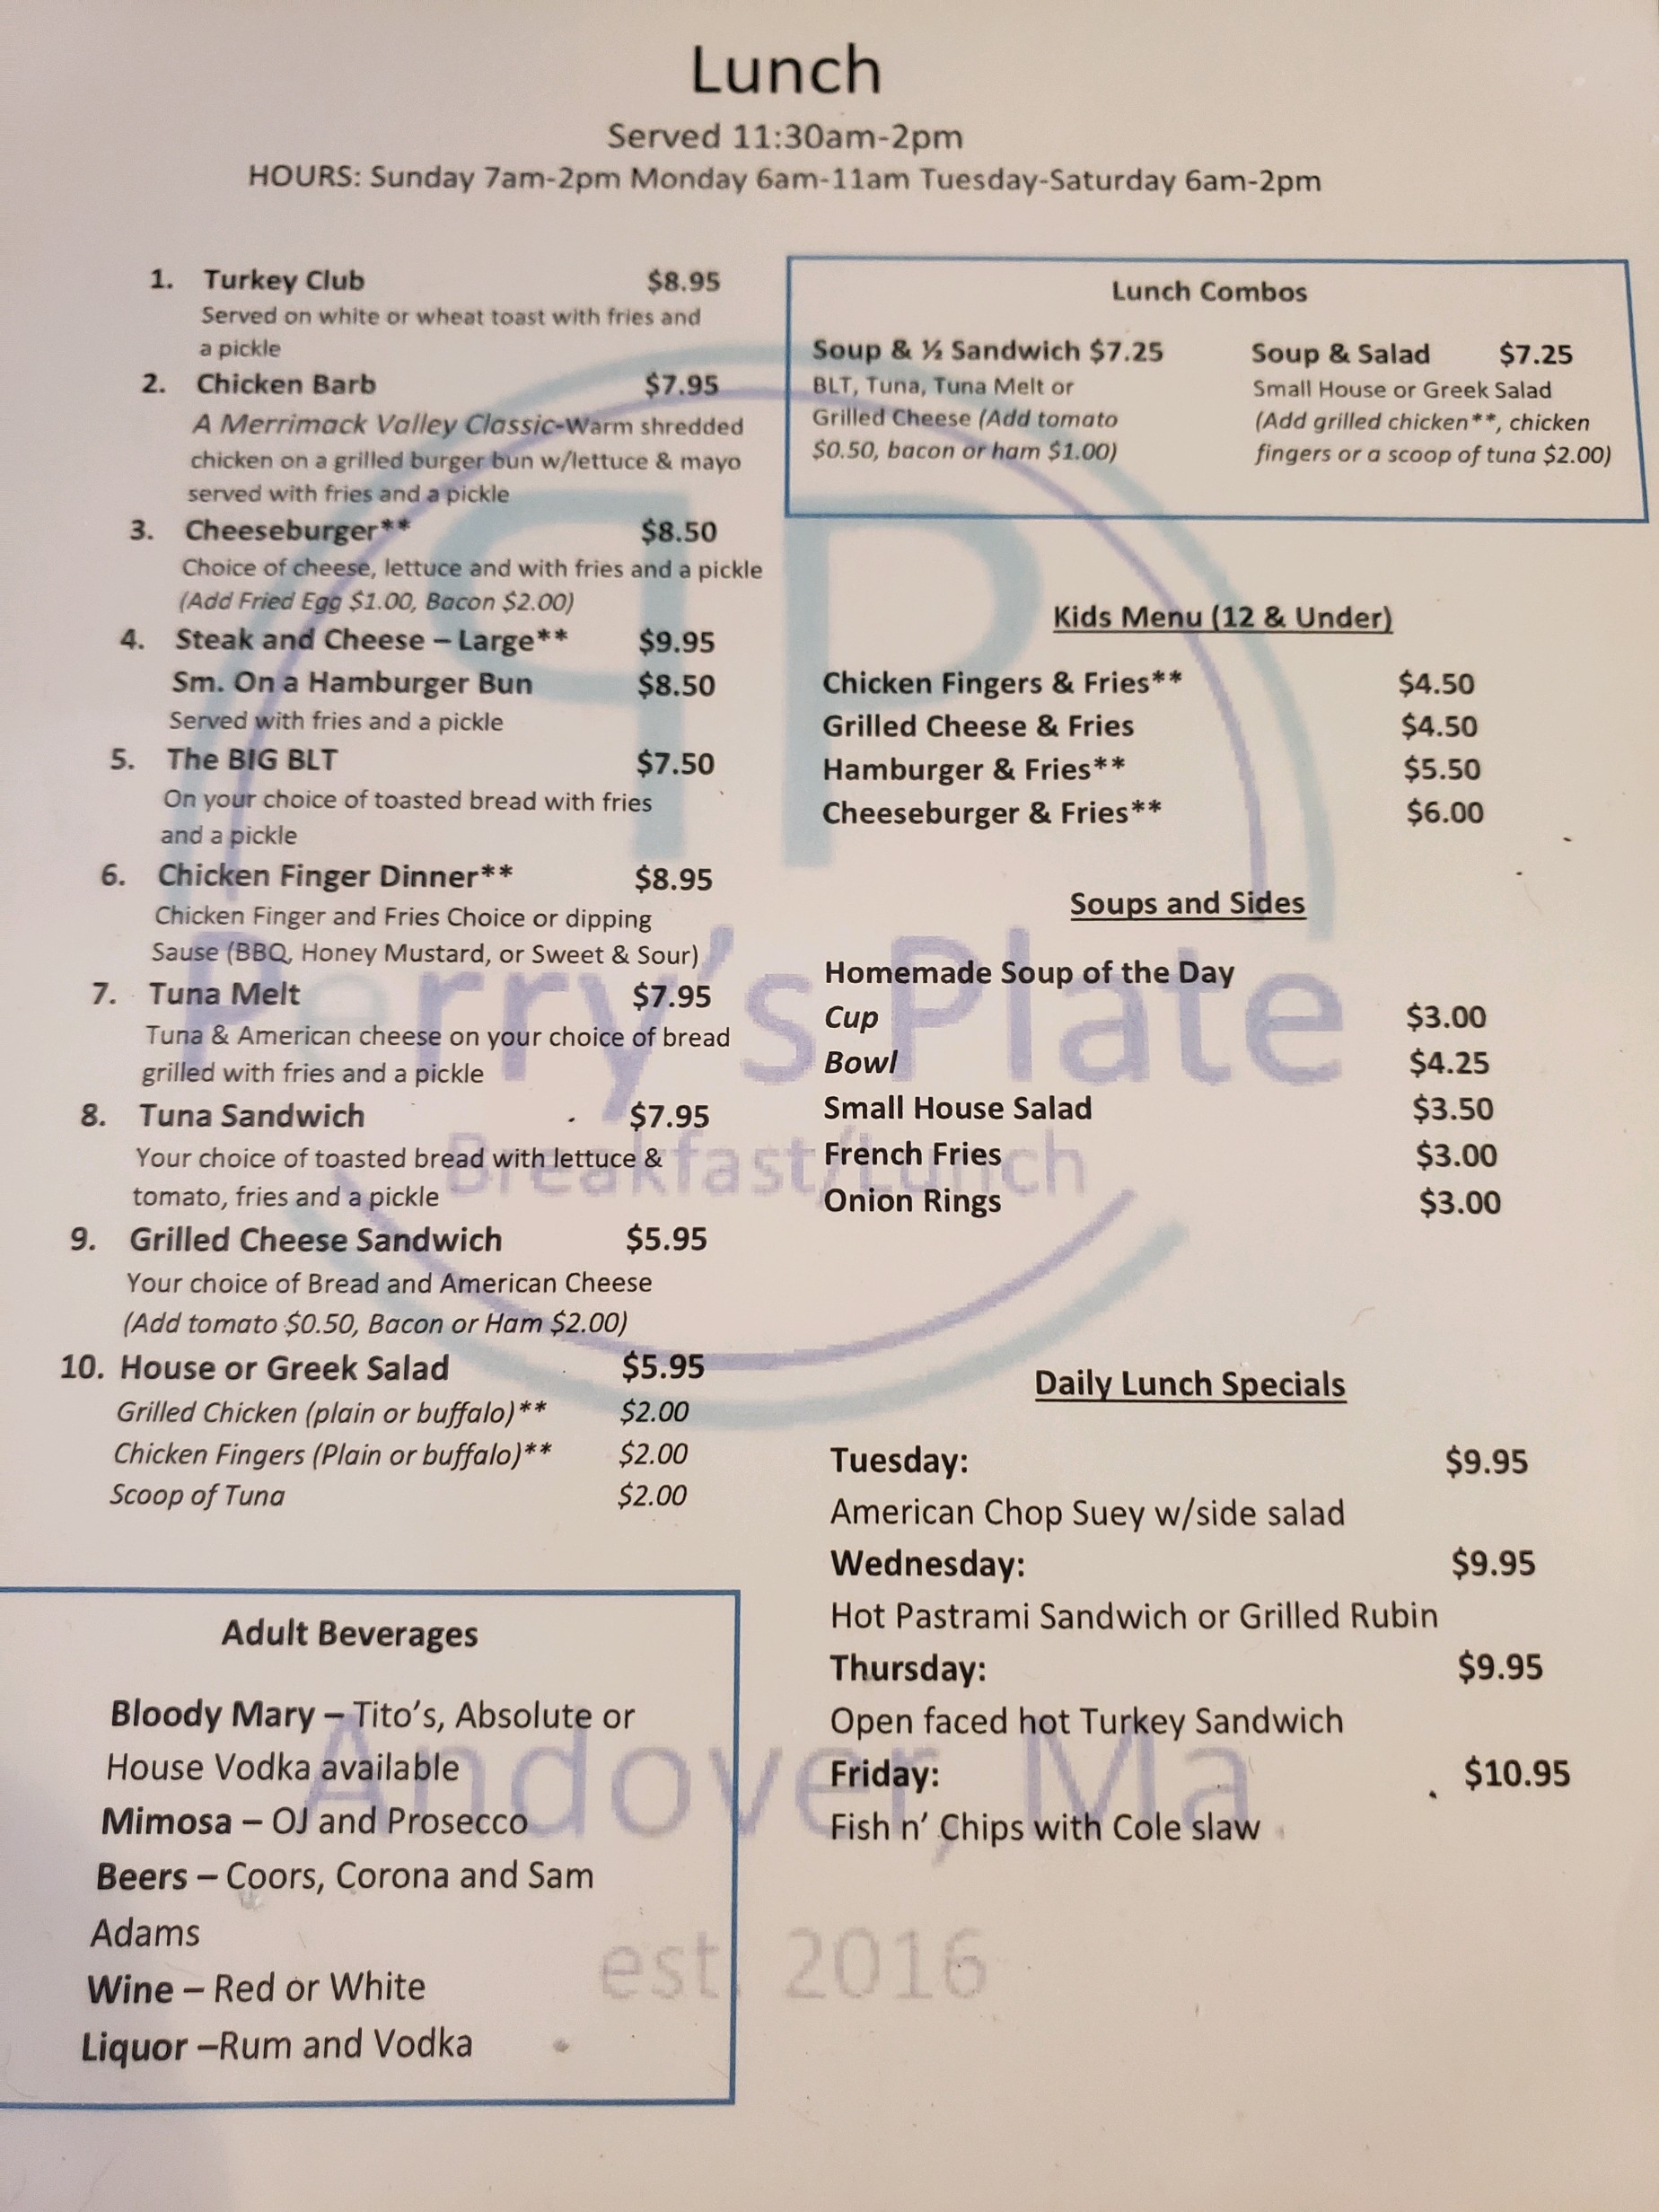 Lunch
Served 11:30am-2pm
HOURS: Sunday 7am-2pm Monday 6am-11am Tuesday-Saturday 6am-2pm
1. Turkey Club $8.95
Served on white or wheat toast with fries and
a pickle
2. Chicken Barb $7.95
A Merrimack Valley Classic-Warm shredded
chicken on a grilled burger bun w/lettuce & mayo
served with fries and a pickle
3. Cheeseburger** $8.50
Choice of cheese, lettuce and with fries and a pickle
(Add Fried Egg $1.00, Bacon $2.00)
4. Steak and Cheese – Large** $9.95
Sm. On a Hamburger Bun $8.50
Served with fries and a pickle
5. The BIG BLT $7.50
On your choice of toasted bread with fries
and a pickle
6. Chicken Finger Dinner** $8.95
Chicken Finger and Fries Choice or dipping
Sause (BBQ, Honey Mustard, or Sweet & Sour)
7. Tuna Melt $7.95
Tuna & American cheese on your choice of bread
grilled with fries and a pickle
8. Tuna Sandwich $7.95
Your choice of toasted bread with lettuce &
tomato, fries and a pickle
9. Grilled Cheese Sandwich $5.95
Your choice of Bread and American Cheese
(Add tomato $0.50, Bacon or Ham $2.00)
10. House or Greek Salad $5.95
Grilled Chicken (plain or buffalo)** $2.00
Chicken Fingers (Plain or buffalo)** $2.00
Scoop of Tuna $2.00
Adult Beverages
Bloody Mary – Tito's, Absolute or
House Vodka available
Mimosa – OJ and Prosecco
Beers – Coors, Corona and Sam
Adams
Wine – Red or White
Liquor –Rum and Vodka
Lunch Combos
Soup & ½ Sandwich $7.25
BLT, Tuna, Tuna Melt or
Grilled Cheese (Add tomato
$0.50, bacon or ham $1.00)
Soup & Salad $7.25
Small House or Greek Salad
(Add grilled chicken**, chicken
fingers or a scoop of tuna $2.00)
Kids Menu (12 & Under)
Chicken Fingers & Fries** $4.50
Grilled Cheese & Fries $4.50
Hamburger & Fries** $5.50
Cheeseburger & Fries** $6.00
Soups and Sides
Homemade Soup of the Day
Cup $3.00
Bowl $4.25
Small House Salad $3.50
French Fries $3.00
Onion Rings $3.00
Daily Lunch Specials
Tuesday: $9.95
American Chop Suey w/side salad
Wednesday: $9.95
Hot Pastrami Sandwich or Grilled Rubin
Thursday: $9.95
Open faced hot Turkey Sandwich
Friday: $10.95
Fish n' Chips with Cole slaw
PP
Perry's Plate
Breakfast/Lunch
Andover, Ma
est. 2016